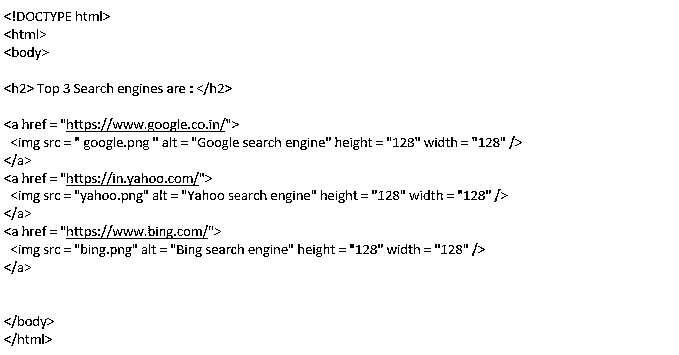 <!DOCTYPE html>
<html>
<body>
<h2> Top 3 Search engines are : </h2>
<a href = "https://www.google.co.in/">
<img src = " google.png " alt = "Google search engine" height = "128" width = "128" />
</a>
<a href = "https://in.yahoo.com/">
<img src = "yahoo.png" alt = "Yahoo search engine" height = "128" width = "128" />
</a>
<a href = "https://www.bing.com/">
<img src = "bing.png" alt = "Bing search engine" height = "128" width = "128" />
</a>
</body>
</html>